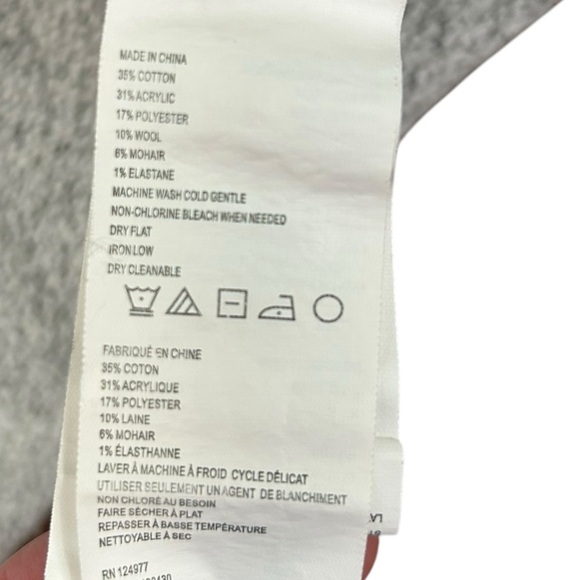 MADE IN CHINA
35% COTTON
31% ACRYLIC
17% POLYESTER
10% WOOL
6% MOHAIR
1% ELASTANE
MACHINE WASH COLD GENTLE
NON-CHLORINE BLEACH WHEN NEEDED
DRY FLAT
IRON LOW
DRY CLEANABLE
FABRIQUÉ EN CHINE
35% COTON
31% ACRYLIQUE
17% POLYESTER
10% LAINE
6% MOHAIR
1% ÉLASTHANNE
LAVER À MACHINE À FROID CYCLE DÉLICAT
UTILISER SEULEMENT UN AGENT DE BLANCHIMENT
NON CHLORÉ AU BESOIN
FAIRE SÉCHER À PLAT
REPASSER À BASSE TEMPÉRATURE
NETTOYABLE À SEC
RN 124977